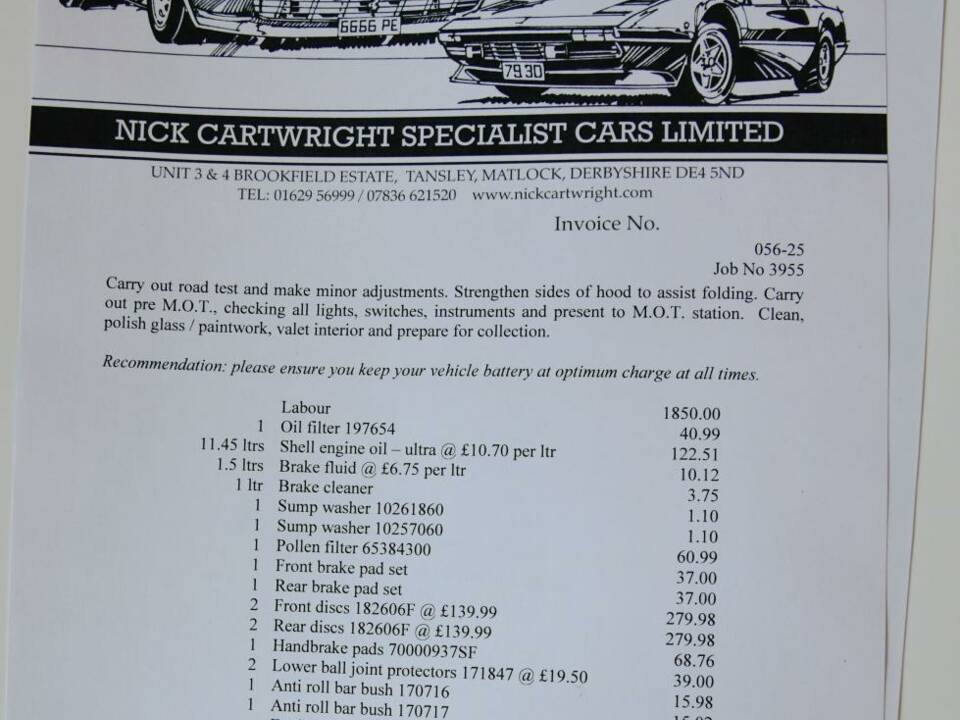 6666 PE
79 30
NICK CARTWRIGHT SPECIALIST CARS LIMITED
UNIT 3 & 4 BROOKFIELD ESTATE, TANSLEY, MATLOCK, DERBYSHIRE DE4 5ND
TEL: 01629 56999 / 07836 621520 www.nickcartwright.com
Invoice No.
056-25
Job No 3955
Carry out road test and make minor adjustments. Strengthen sides of hood to assist folding. Carry
out pre M.O.T., checking all lights, switches, instruments and present to M.O.T. station. Clean,
polish glass / paintwork, valet interior and prepare for collection.
Recommendation: please ensure you keep your vehicle battery at optimum charge at all times.
Labour 1850.00
1 Oil filter 197654 40.99
11.45 ltrs Shell engine oil – ultra @ £10.70 per ltr 122.51
1.5 ltrs Brake fluid @ £6.75 per ltr 10.12
1 ltr Brake cleaner 3.75
1 Sump washer 10261860 1.10
1 Sump washer 10257060 1.10
1 Pollen filter 65384300 60.99
1 Front brake pad set 37.00
1 Rear brake pad set 37.00
2 Front discs 182606F @ £139.99 279.98
2 Rear discs 182606F @ £139.99 279.98
1 Handbrake pads 70000937SF 68.76
2 Lower ball joint protectors 171847 @ £19.50 39.00
1 Anti roll bar bush 170716 15.98
1 Anti roll bar bush 170717